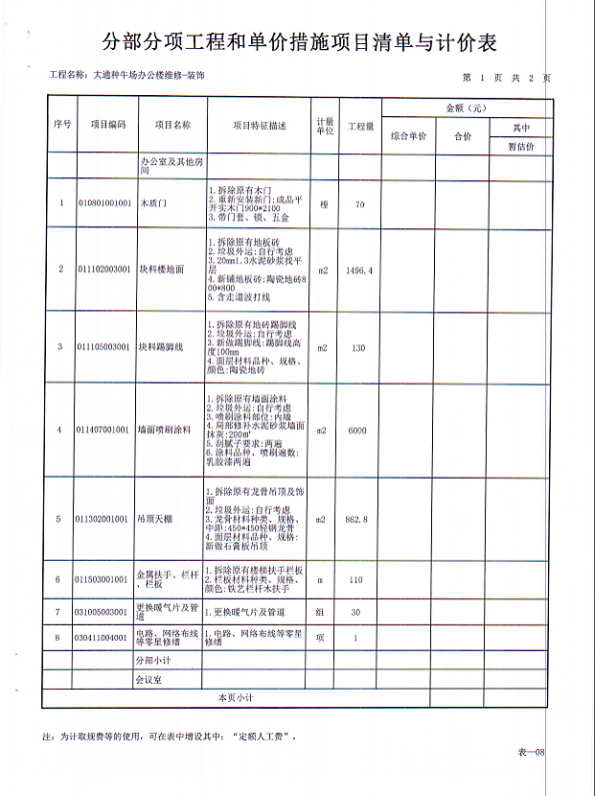 分部分项工程和单价措施项目清单与计价表
工程名称：大通种牛场办公楼维修-装饰
第 1 页 共 2 页
序号 项目编码 项目名称 项目特征描述 计量单位 工程量 金额（元）
综合单价 合价 其中
暂估价
办公室及其他房间
1 010801001001 木质门
1.拆除原有木门
2.重新安装新门:成品平
开实木门900*2100
3.带门套、锁、五金
樘 70
2 011102003001 块料楼地面
1.拆除原有地板砖
2.垃圾外运:自行考虑
3.20mm1.3水泥砂浆找平
层
4.新铺地板砖:陶瓷地砖8
00*800
5.含走道波打线
m2 1496.4
3 011105003001 块料踢脚线
1.拆除原有地砖踢脚线
2.垃圾外运:自行考虑
3.新做踢脚线:踢脚线高
度100mm
4.面层材料品种、规格、
颜色:陶瓷地砖
m2 130
4 011407001001 墙面喷刷涂料
1.拆除原有墙面涂料
2.垃圾外运:自行考虑
3.喷刷涂料部位:内墙
4.局部修补水泥砂浆墙面
抹灰:200m²
5.刮腻子要求:两遍
6.涂料品种、喷刷遍数:
乳胶漆两遍
m2 6000
5 011302001001 吊顶天棚
1.拆除原有龙骨吊顶及饰
面
2.垃圾外运:自行考虑
3.龙骨材料种类、规格、
中距:450*450轻钢龙骨
4.面层材料品种、规格:
新做石膏板吊顶
m2 862.8
6 011503001001 金属扶手、栏杆
、栏板
1.拆除原有楼梯扶手栏板
2.栏板材料种类、规格、
颜色:铁艺栏杆木扶手
m 110
7 031005003001 更换暖气片及管
道
1.更换暖气片及管道 组 30
8 030411004001 电路、网络布线
等零星修缮
1.电路、网络布线等零星
修缮
项 1
分部小计
会议室
本页小计
注：为计取规费等的使用，可在表中增设其中：“定额人工费”。
表—08